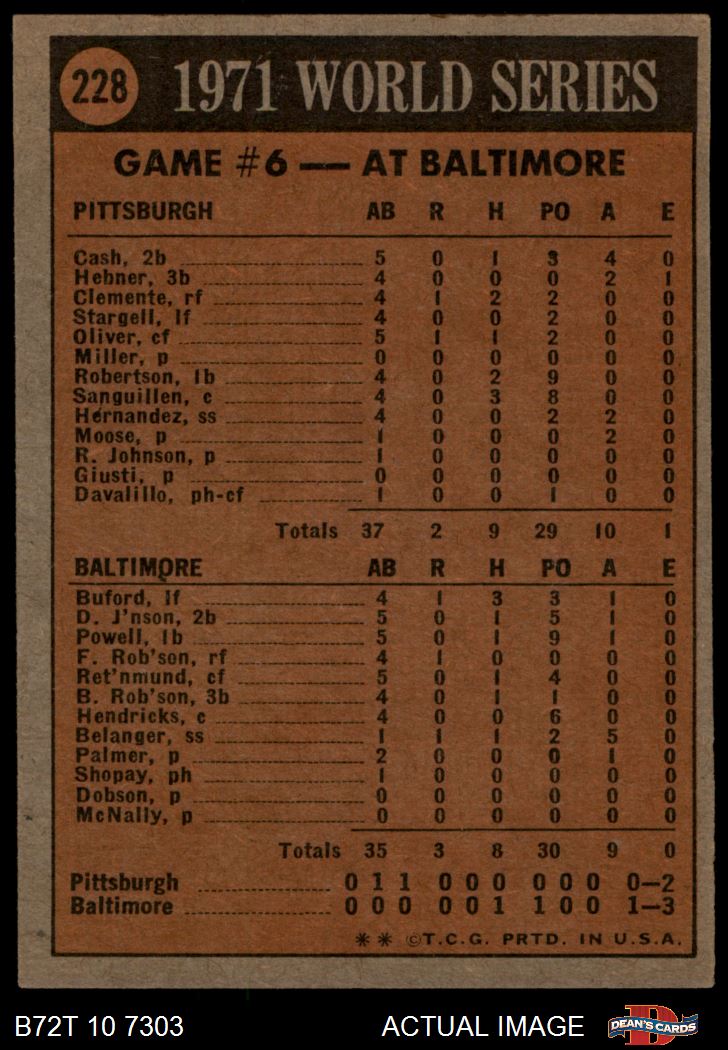 228 1971 WORLD SERIES
GAME #6 — AT BALTIMORE
PITTSBURGH AB R H PO A E
Cash, 2b 5 0 1 3 4 0
Hebner, 3b 4 0 0 0 2 1
Clemente, rf 4 1 2 2 0 0
Stargell, lf 4 0 0 2 0 0
Oliver, cf 5 1 1 2 0 0
Miller, p 0 0 0 0 0 0
Robertson, 1b 4 0 2 9 0 0
Sanguillen, c 4 0 3 8 0 0
Hernandez, ss 4 0 0 2 2 0
Moose, p 1 0 0 0 2 0
R. Johnson, p 1 0 0 0 0 0
Giusti, p 0 0 0 0 0 0
Davalillo, ph-cf 1 0 0 1 0 0
Totals 37 2 9 29 10 1
BALTIMORE AB R H PO A E
Buford, lf 4 1 3 3 1 0
D. J'nson, 2b 5 0 1 5 1 0
Powell, 1b 5 0 1 9 1 0
F. Rob'son, rf 4 1 0 0 0 0
Ret'nmund, cf 5 0 1 4 0 0
B. Rob'son, 3b 4 0 1 1 0 0
Hendricks, c 4 0 0 6 0 0
Belanger, ss 1 1 1 2 5 0
Palmer, p 2 0 0 0 1 0
Shopay, ph 1 0 0 0 0 0
Dobson, p 0 0 0 0 0 0
McNally, p 0 0 0 0 0 0
Totals 35 3 8 30 9 0
Pittsburgh 0 1 1 0 0 0 0 0 0 0—2
Baltimore 0 0 0 0 0 1 1 0 0 1—3
** ©T.C.G. PRTD. IN U.S.A.
B72T 10 7303 ACTUAL IMAGE D DEAN'S CARDS